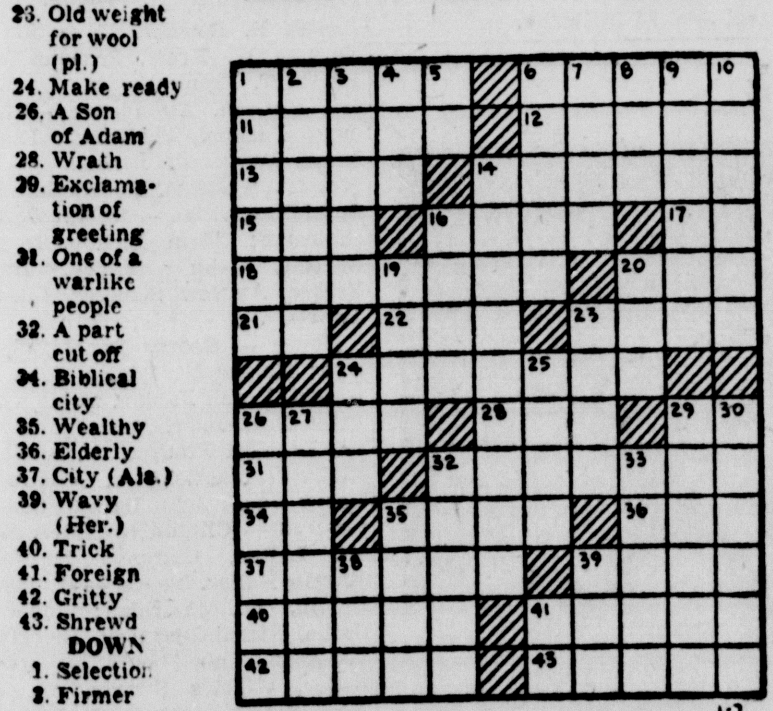 23. Old weight
for wool
(pl.)
24. Make ready
26. A Son
of Adam
28. Wrath
29. Exclama-
tion of
greeting
31. One of a
warlike
people
32. A part
cut off
34. Biblical
city
35. Wealthy
36. Elderly
37. City (Ala.)
39. Wavy
(Her.)
40. Trick
41. Foreign
42. Gritty
43. Shrewd
DOWN
1. Selection
2. Firmer
1 2 3 4 5 6 7 8 9 10
11 12
13 14
15 16 17
18 19 20
21 22 23
24 25
26 27 28 29 30
31 32 33
34 35 36
37 38 39
40 41
42 43